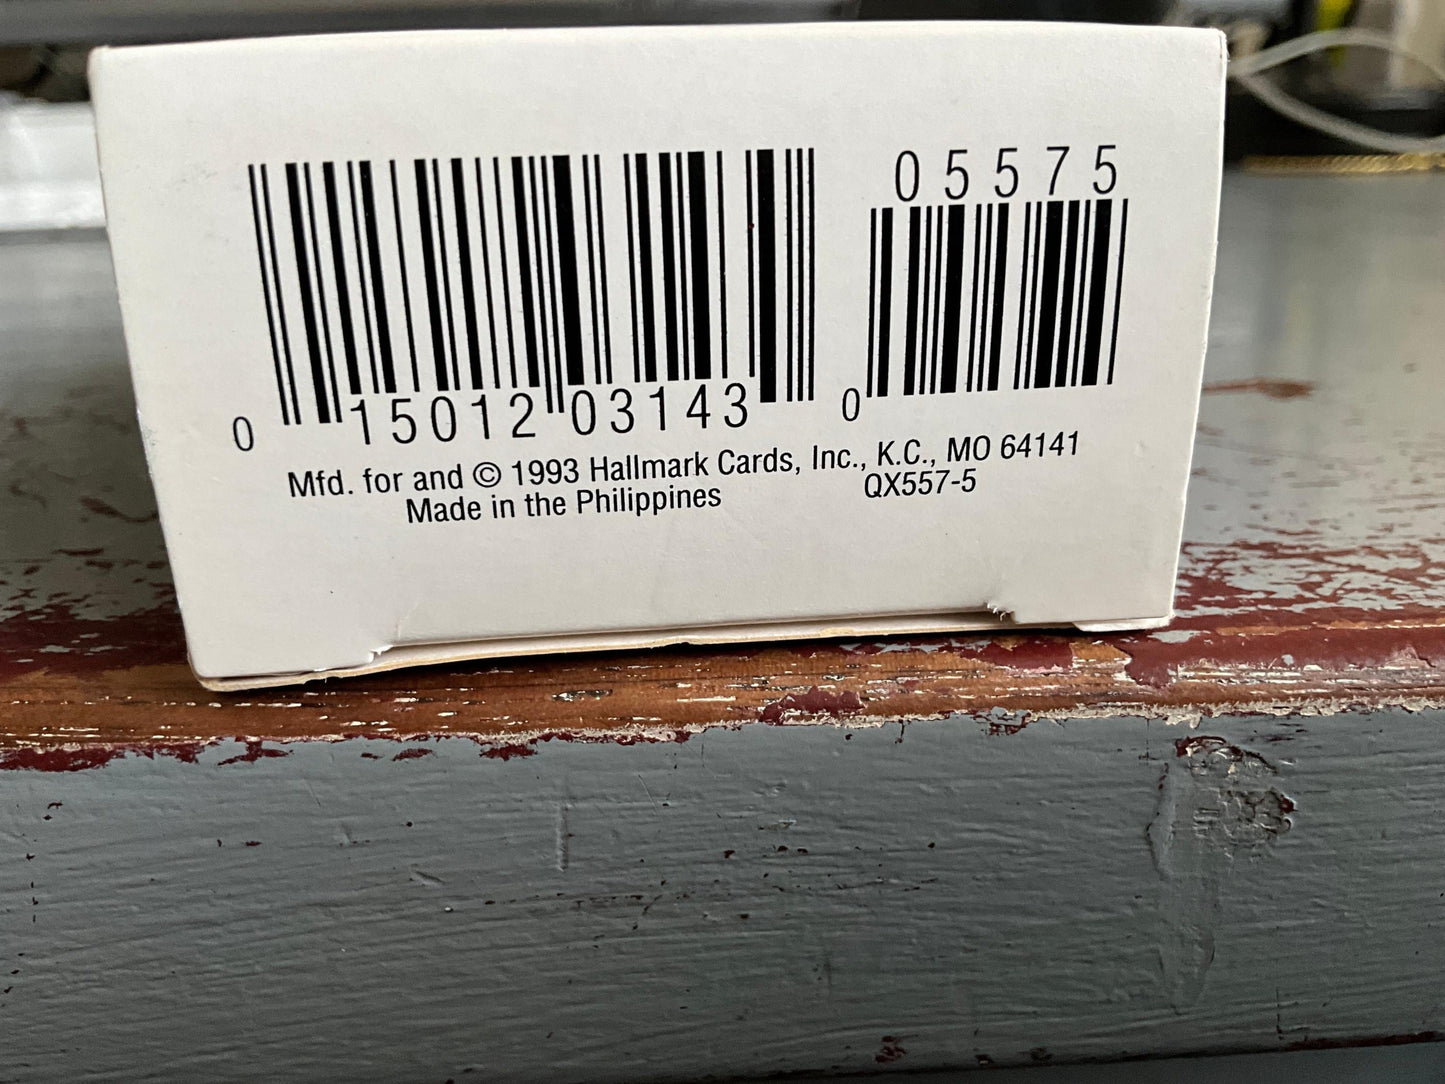 05575
0 15012 03143 0
Mfd. for and © 1993 Hallmark Cards, Inc., K.C., MO 64141
Made in the Philippines QX557-5